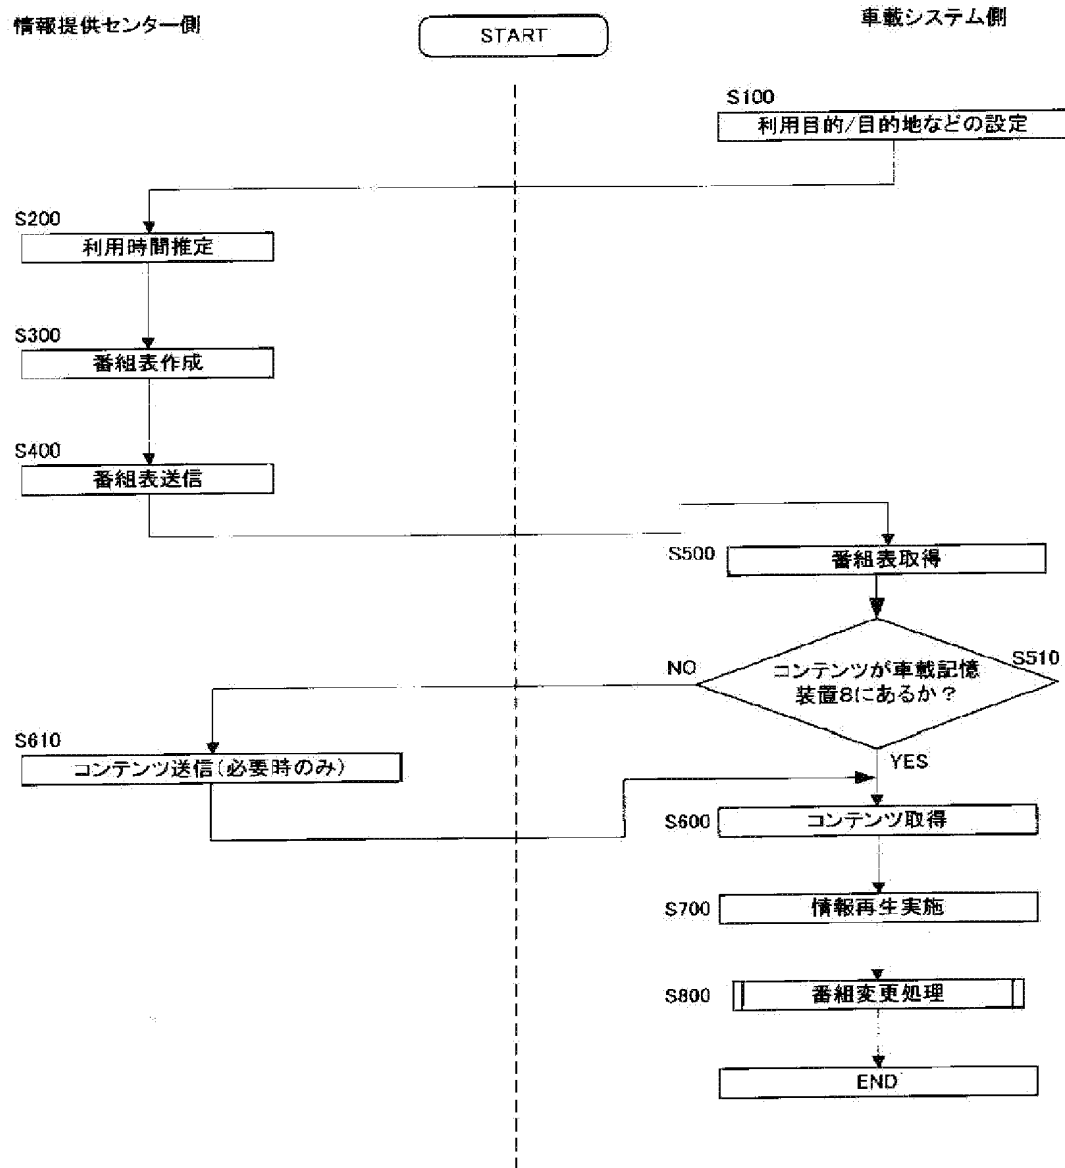 情報提供センター側
START
車載システム側
S100
利用目的/目的地などの設定
S200
利用時間推定
S300
番組表作成
S400
番組表送信
S500
番組表取得
NO
S510
コンテンツが車載記憶
装置8にあるか？
S610
コンテンツ送信(必要時のみ)
YES
S600
コンテンツ取得
S700
情報再生実施
S800
番組変更処理
END